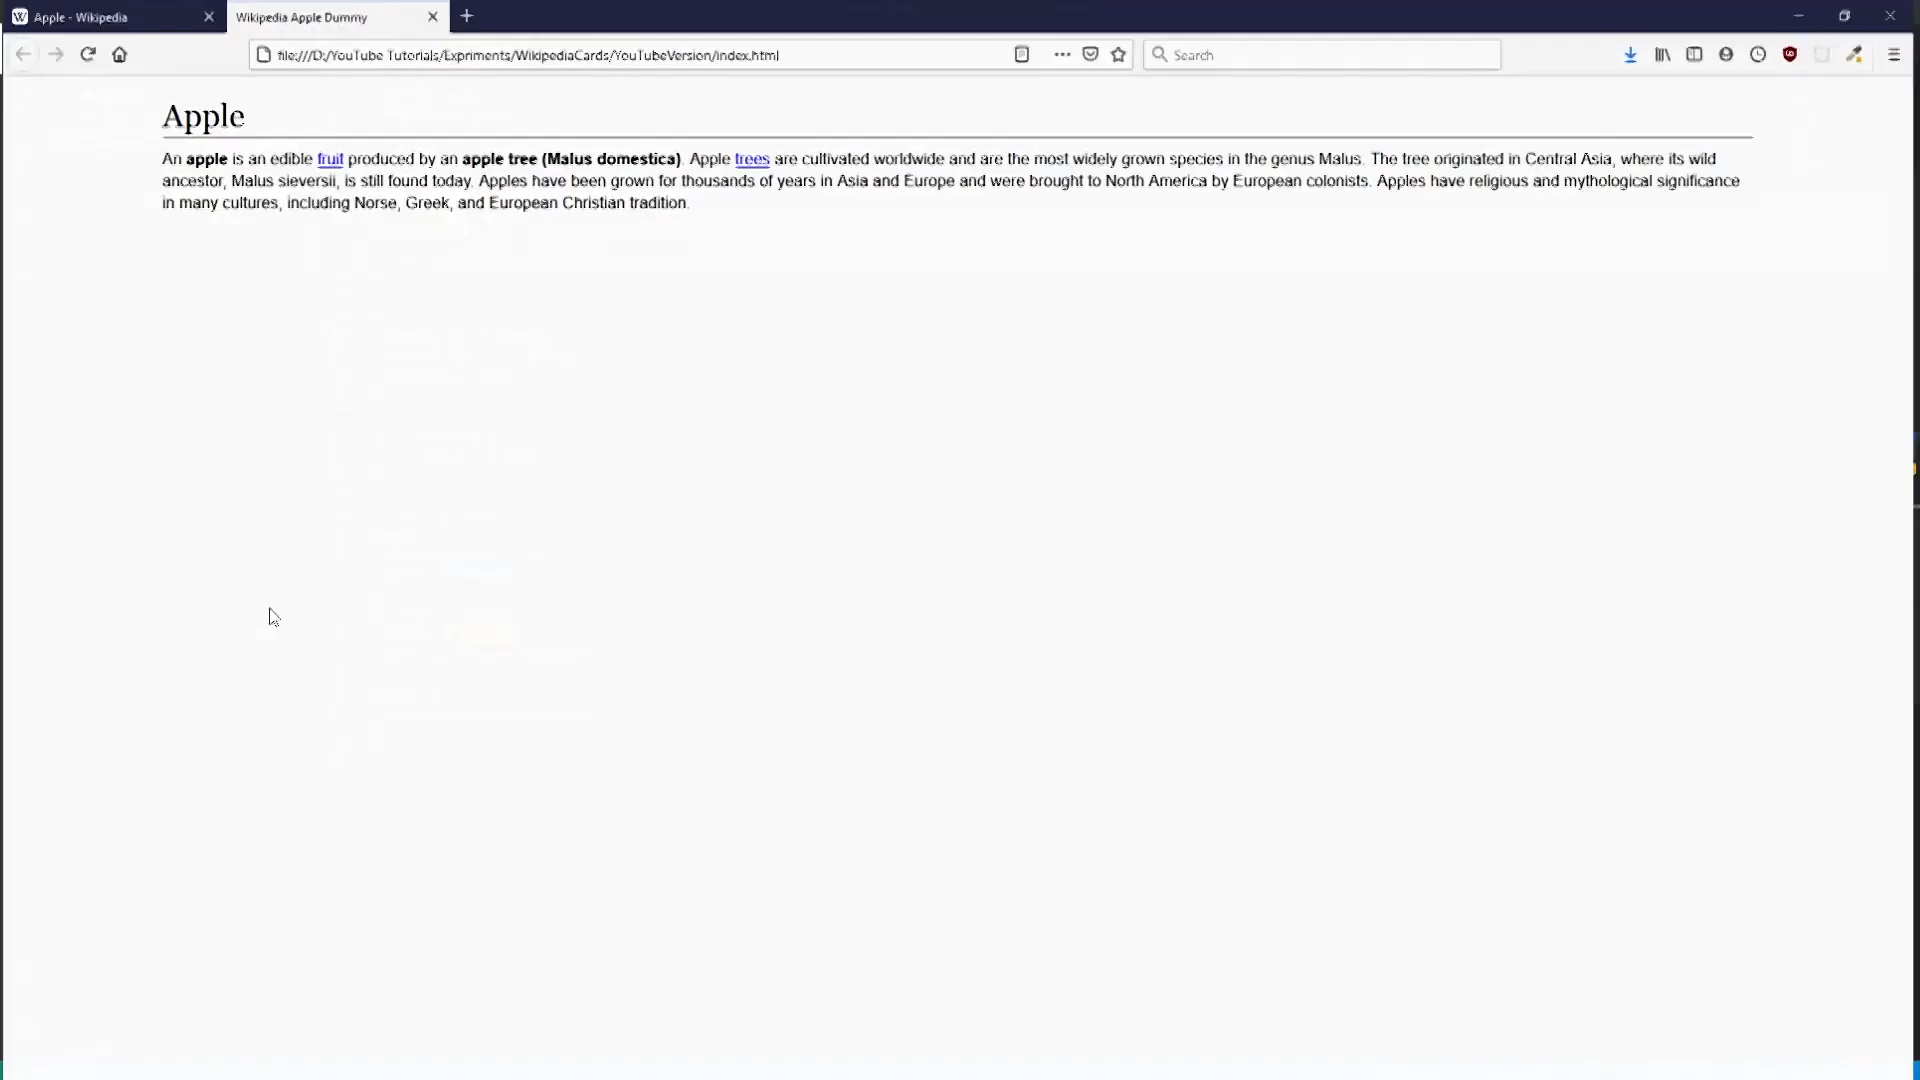 Apple - Wikipedia
Wikipedia Apple Dummy
file:///D:/YouTube Tutorials/Expriments/WikipediaCards/YouTubeVersion/index.html
Search
Apple
An apple is an edible fruit produced by an apple tree (Malus domestica). Apple trees are cultivated worldwide and are the most widely grown species in the genus Malus. The tree originated in Central Asia, where its wild
ancestor, Malus sieversii, is still found today. Apples have been grown for thousands of years in Asia and Europe and were brought to North America by European colonists. Apples have religious and mythological significance
in many cultures, including Norse, Greek, and European Christian tradition.